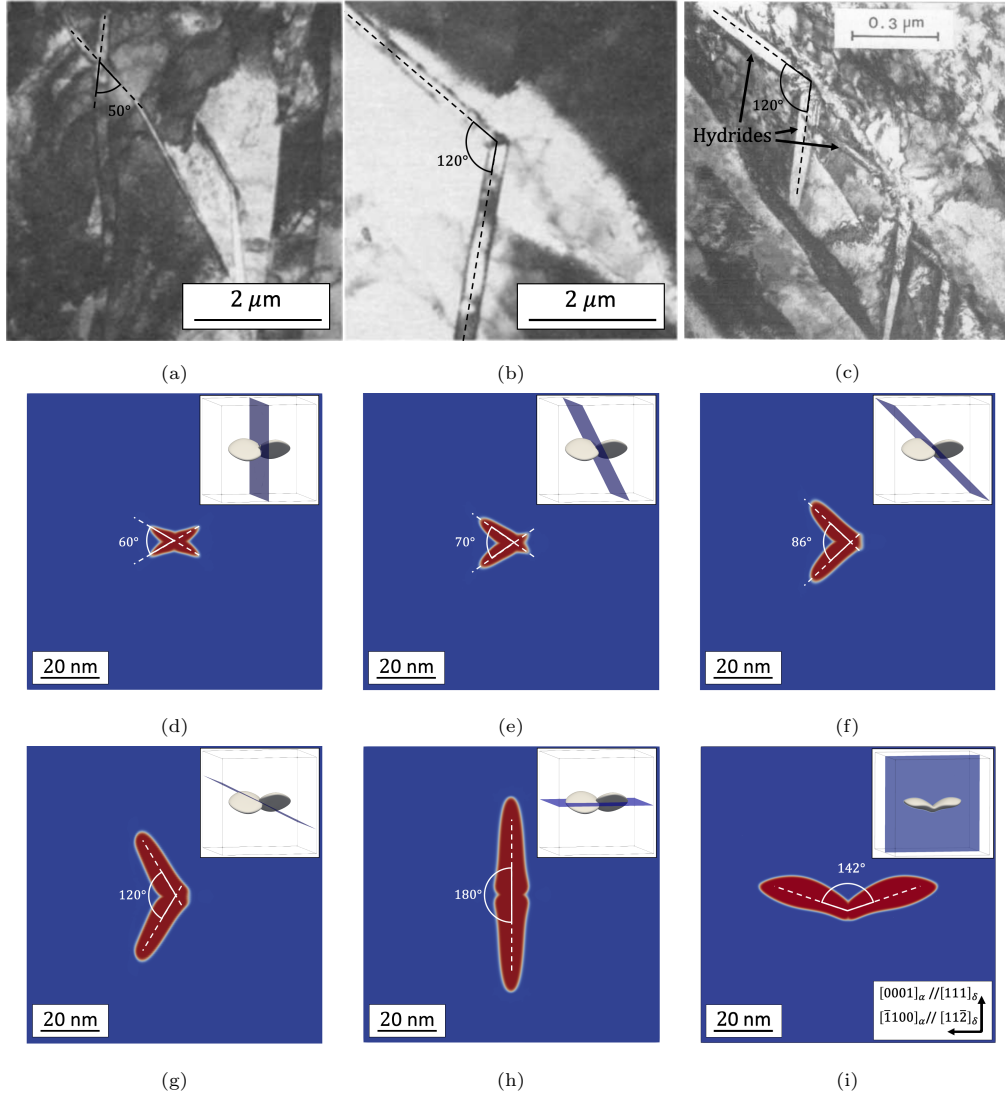 50°
2 μm
(a)
120°
2 μm
(b)
0.3 μm
120°
Hydrides
(c)
60°
20 nm
(d)
70°
20 nm
(e)
86°
20 nm
(f)
120°
20 nm
(g)
180°
20 nm
(h)
142°
[0001]α//[111]δ
[1̅100]α//[112̅]δ
20 nm
(i)